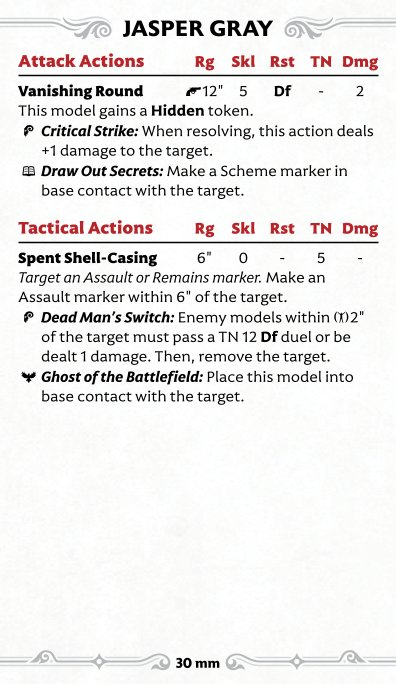 JASPER GRAY
Attack Actions Rg Skl Rst TN Dmg
Vanishing Round 12" 5 Df - 2
This model gains a Hidden token.
Critical Strike: When resolving, this action deals
+1 damage to the target.
Draw Out Secrets: Make a Scheme marker in
base contact with the target.
Tactical Actions Rg Skl Rst TN Dmg
Spent Shell-Casing 6" 0 - 5 -
Target an Assault or Remains marker. Make an
Assault marker within 6" of the target.
Dead Man's Switch: Enemy models within 2"
of the target must pass a TN 12 Df duel or be
dealt 1 damage. Then, remove the target.
Ghost of the Battlefield: Place this model into
base contact with the target.
30 mm